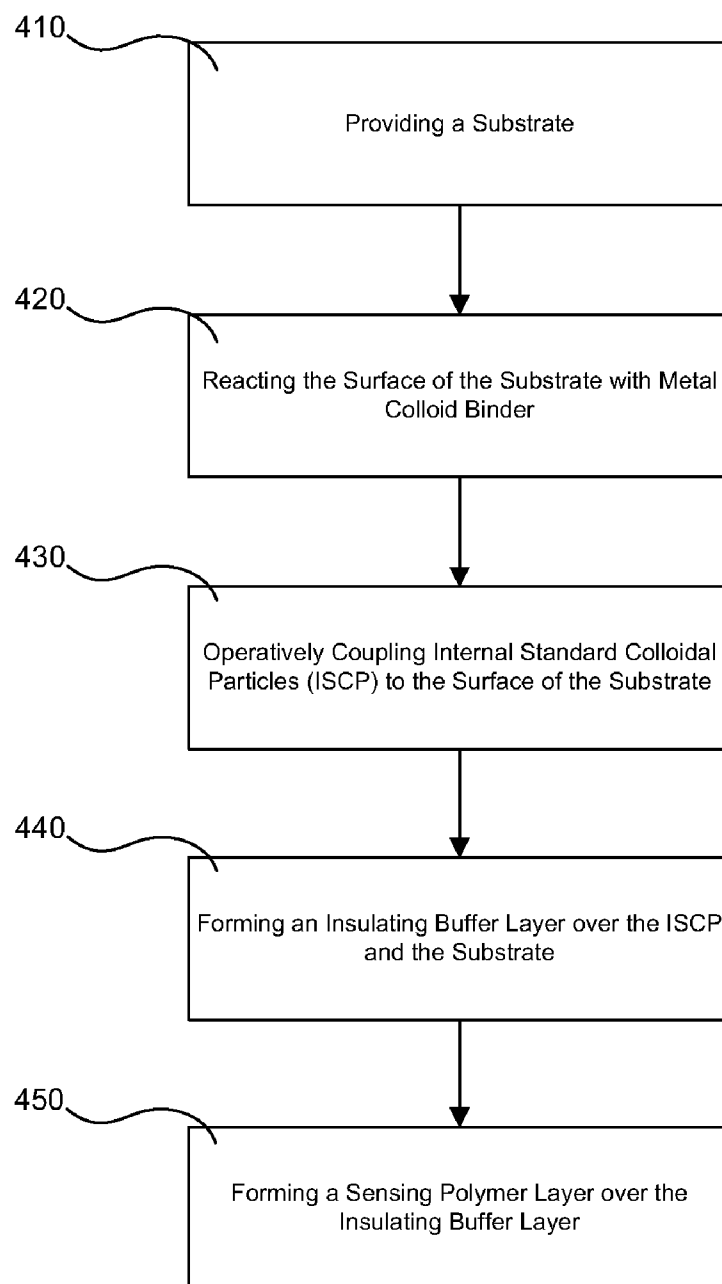 410
Providing a Substrate
420
Reacting the Surface of the Substrate with Metal
Colloid Binder
430
Operatively Coupling Internal Standard Colloidal
Particles (ISCP) to the Surface of the Substrate
440
Forming an Insulating Buffer Layer over the ISCP
and the Substrate
450
Forming a Sensing Polymer Layer over the
Insulating Buffer Layer